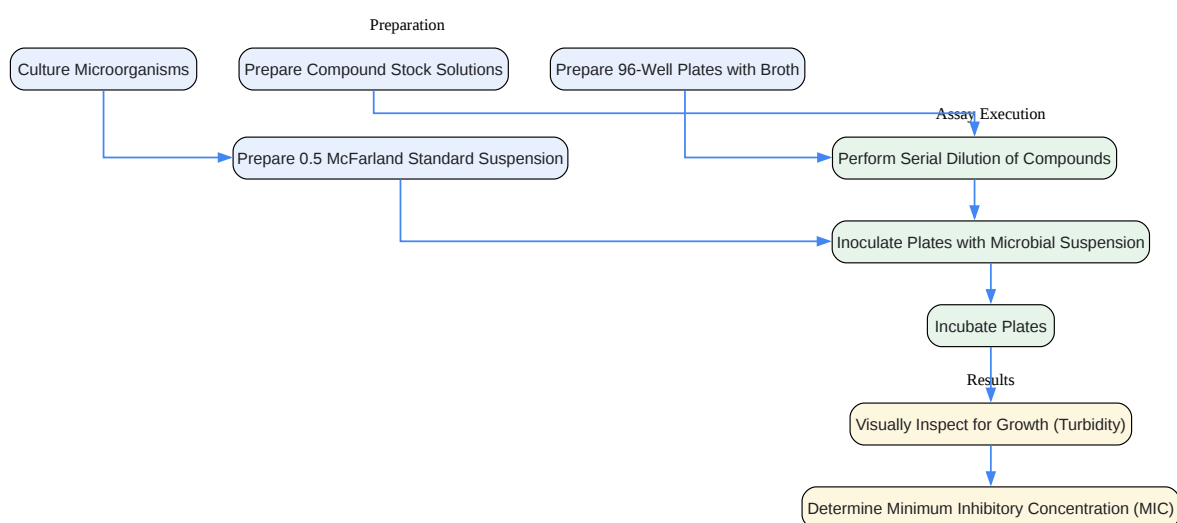 Preparation
Culture Microorganisms
Prepare Compound Stock Solutions
Prepare 96-Well Plates with Broth
Assay Execution
Prepare 0.5 McFarland Standard Suspension
Perform Serial Dilution of Compounds
Inoculate Plates with Microbial Suspension
Incubate Plates
Results
Visually Inspect for Growth (Turbidity)
Determine Minimum Inhibitory Concentration (MIC)